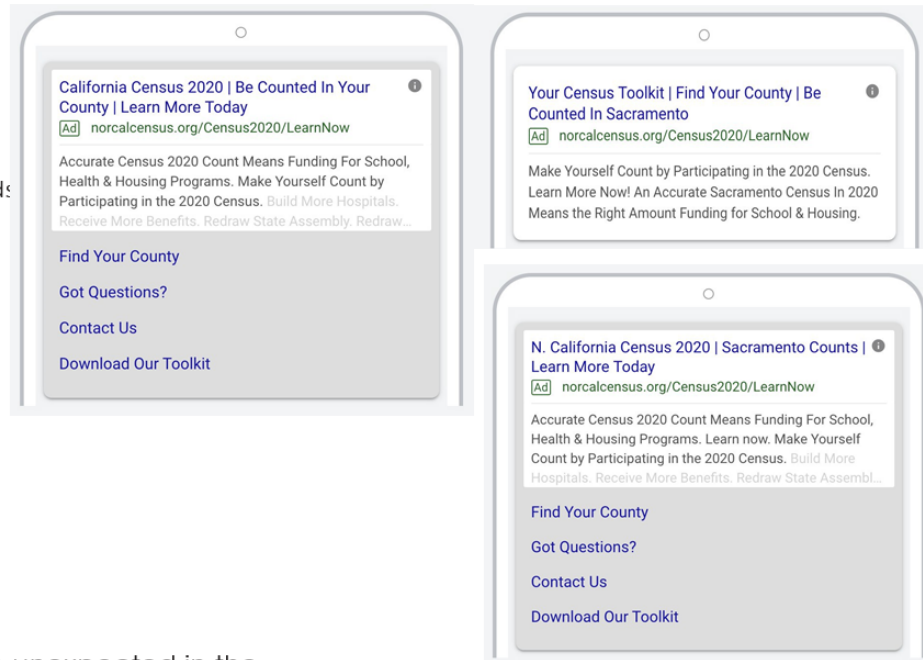 California Census 2020 | Be Counted In Your
County | Learn More Today
Ad norcalcensus.org/Census2020/LearnNow
Accurate Census 2020 Count Means Funding For School,
Health & Housing Programs. Make Yourself Count by
Participating in the 2020 Census. Build More Hospitals.
Receive More Benefits. Redraw State Assembly. Redraw...
Find Your County
Got Questions?
Contact Us
Download Our Toolkit
Your Census Toolkit | Find Your County | Be
Counted In Sacramento
Ad norcalcensus.org/Census2020/LearnNow
Make Yourself Count by Participating in the 2020 Census.
Learn More Now! An Accurate Sacramento Census In 2020
Means the Right Amount Funding for School & Housing.
N. California Census 2020 | Sacramento Counts |
Learn More Today
Ad norcalcensus.org/Census2020/LearnNow
Accurate Census 2020 Count Means Funding For School,
Health & Housing Programs. Learn now. Make Yourself
Count by Participating in the 2020 Census. Build More
Hospitals. Receive More Benefits. Redraw State Assembl...
Find Your County
Got Questions?
Contact Us
Download Our Toolkit